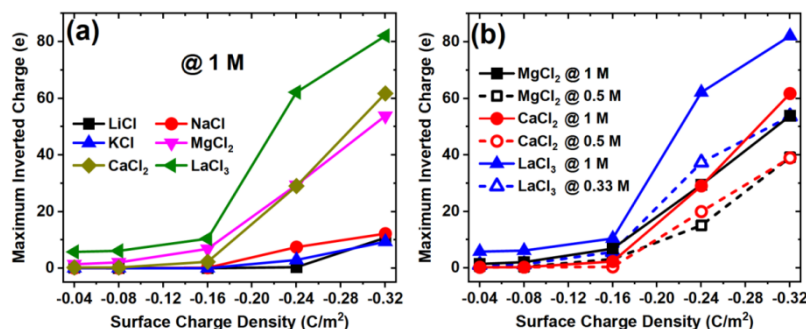 (a)
@ 1 M
Maximum Inverted Charge (e)
80
60
40
20
0
LiCl
NaCl
KCl
MgCl₂
CaCl₂
LaCl₃
-0.04 -0.08 -0.12 -0.16 -0.20 -0.24 -0.28 -0.32
Surface Charge Density (C/m²)
(b)
Maximum Inverted Charge (e)
80
60
40
20
0
MgCl₂ @ 1 M
MgCl₂ @ 0.5 M
CaCl₂ @ 1 M
CaCl₂ @ 0.5 M
LaCl₃ @ 1 M
LaCl₃ @ 0.33 M
-0.04 -0.08 -0.12 -0.16 -0.20 -0.24 -0.28 -0.32
Surface Charge Density (C/m²)